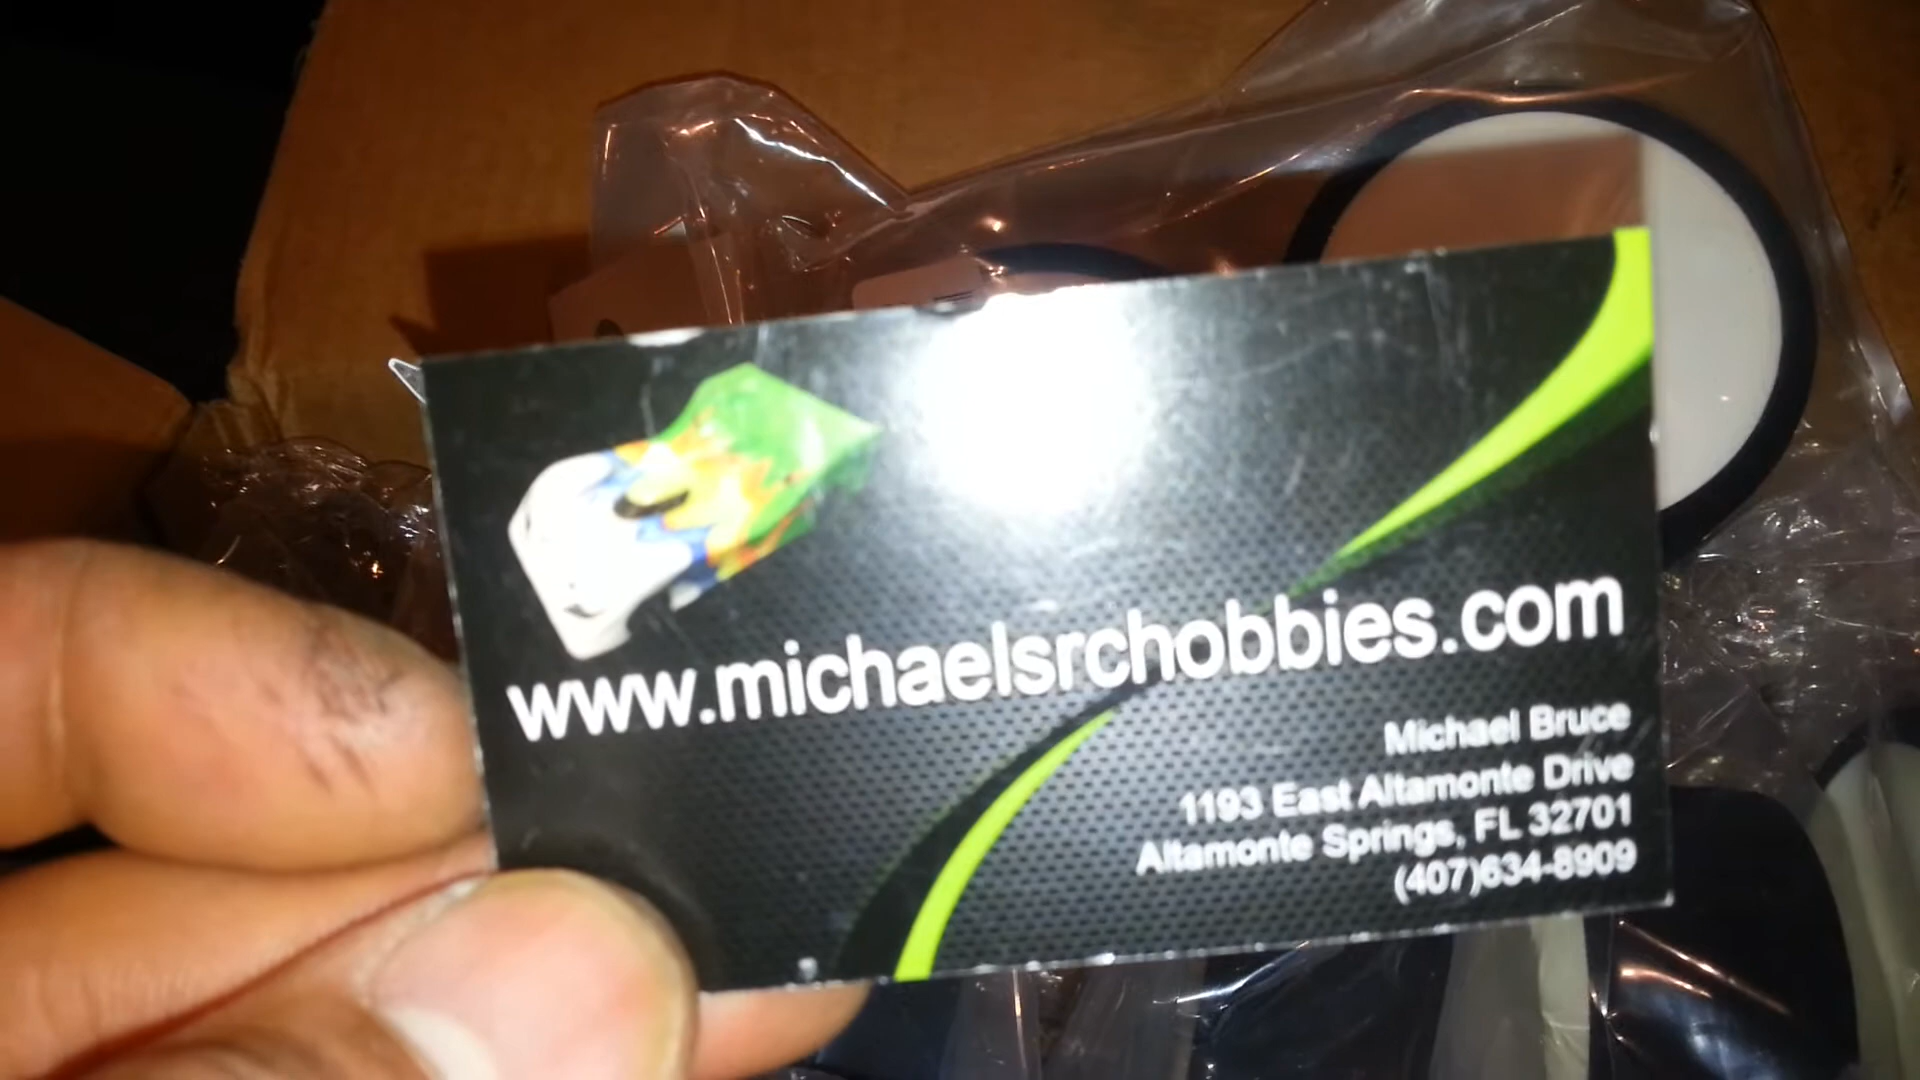 www.michaelsrchobbies.com
Michael Bruce
1193 East Altamonte Drive
Altamonte Springs, FL 32701
(407)634-8909